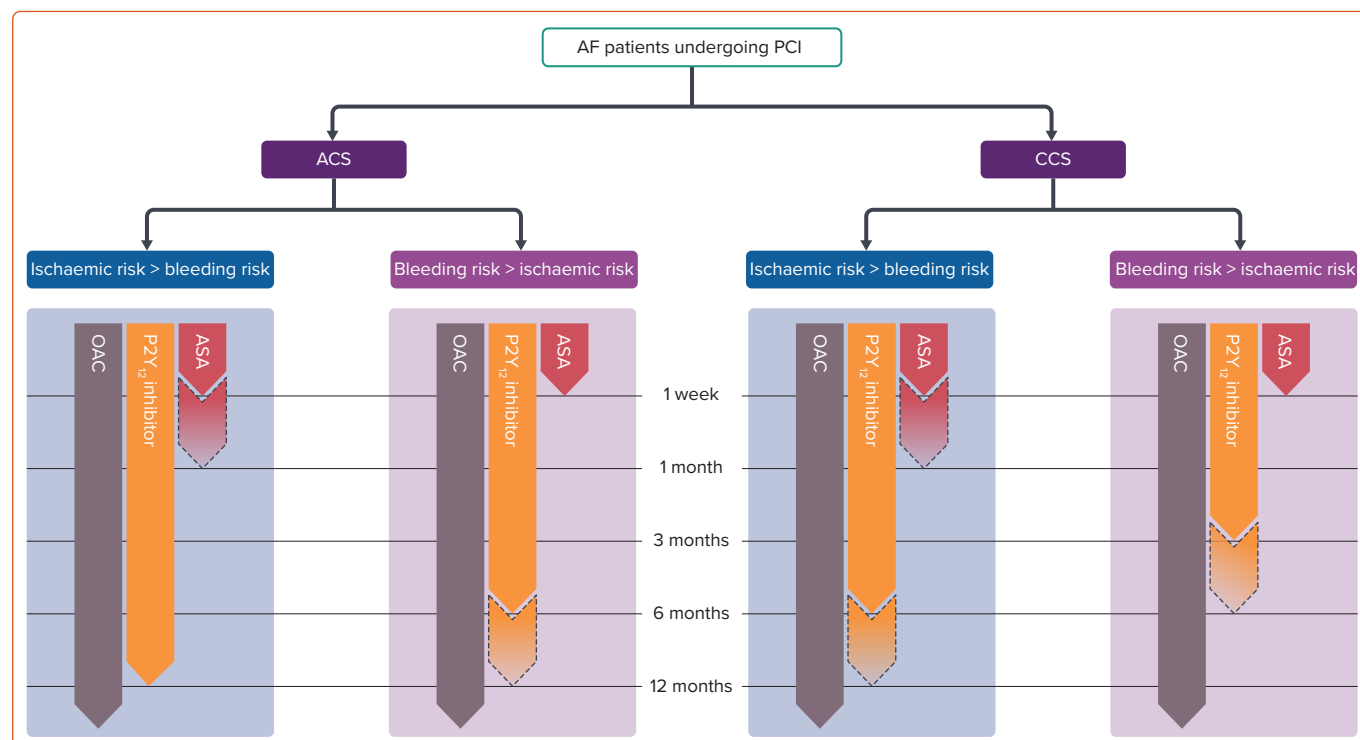 AF patients undergoing PCI
ACS
CCS
Ischaemic risk > bleeding risk
Bleeding risk > ischaemic risk
Ischaemic risk > bleeding risk
Bleeding risk > ischaemic risk
OAC
P2Y₁₂ inhibitor
ASA
OAC
P2Y₁₂ inhibitor
ASA
OAC
P2Y₁₂ inhibitor
ASA
OAC
P2Y₁₂ inhibitor
ASA
1 week
1 month
3 months
6 months
12 months